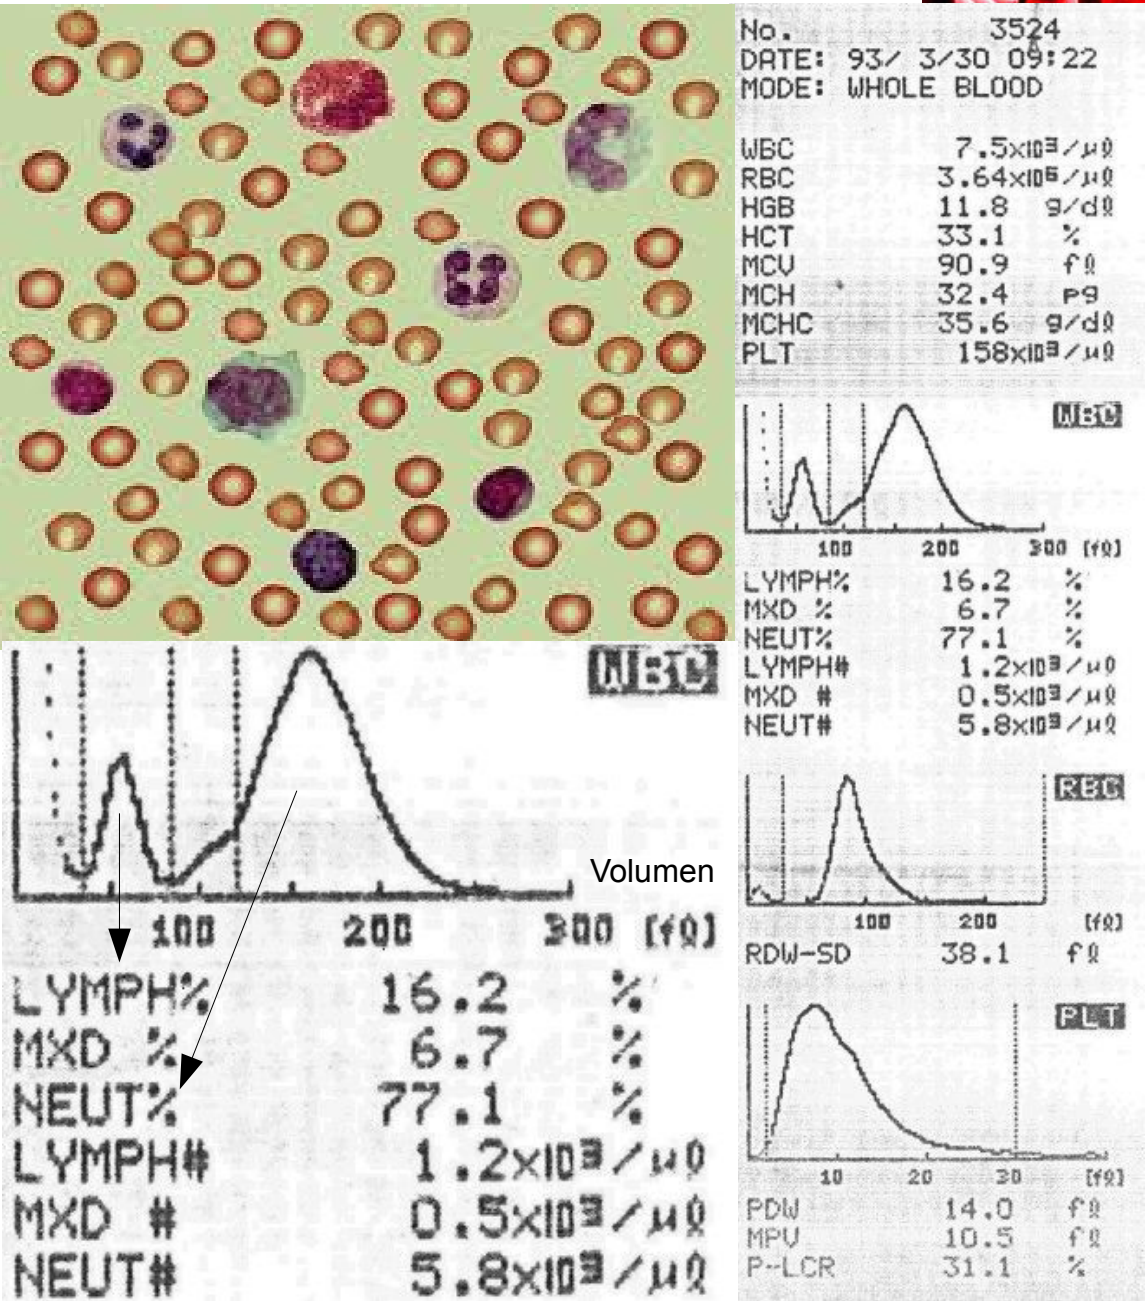 No. 3524
DATE: 93/ 3/30 09:22
MODE: WHOLE BLOOD
WBC 7.5x10³/µℓ
RBC 3.64x10⁶/µℓ
HGB 11.8 g/dℓ
HCT 33.1 %
MCV 90.9 fℓ
MCH 32.4 pg
MCHC 35.6 g/dℓ
PLT 158x10³/µℓ
WBC
100 200 300 [fℓ]
LYMPH% 16.2 %
MXD % 6.7 %
NEUT% 77.1 %
LYMPH# 1.2x10³/µℓ
MXD # 0.5x10³/µℓ
NEUT# 5.8x10³/µℓ
RBC
100 200 [fℓ]
RDW-SD 38.1 fℓ
PLT
10 20 30 [fℓ]
PDW 14.0 fℓ
MPV 10.5 fℓ
P-LCR 31.1 %
WBC
Volumen
100 200 300 [fℓ]
LYMPH% 16.2 %
MXD % 6.7 %
NEUT% 77.1 %
LYMPH# 1.2x10³/µℓ
MXD # 0.5x10³/µℓ
NEUT# 5.8x10³/µℓ